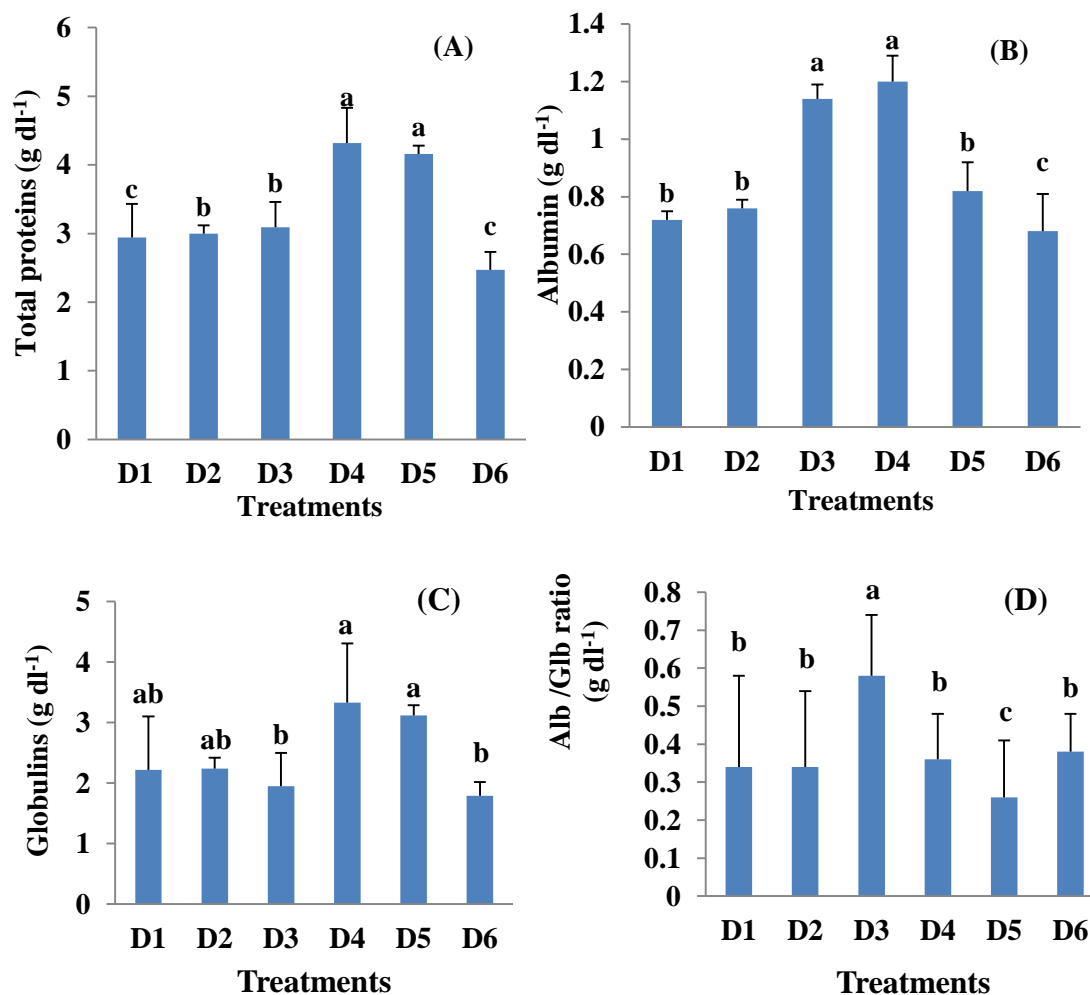 (A)
Total proteins (g dl-1)
6
5
4
3
2
1
0
c
b
b
a
a
c
D1 D2 D3 D4 D5 D6
Treatments
(B)
Albumin (g dl-1)
1.4
1.2
1
0.8
0.6
0.4
0.2
0
b
b
a
a
b
c
D1 D2 D3 D4 D5 D6
Treatments
(C)
Globulins (g dl-1)
5
4
3
2
1
0
ab
ab
b
a
a
b
D1 D2 D3 D4 D5 D6
Treatments
(D)
Alb /Glb ratio
(g dl-1)
0.8
0.7
0.6
0.5
0.4
0.3
0.2
0.1
0
b
b
a
b
c
b
D1 D2 D3 D4 D5 D6
Treatments